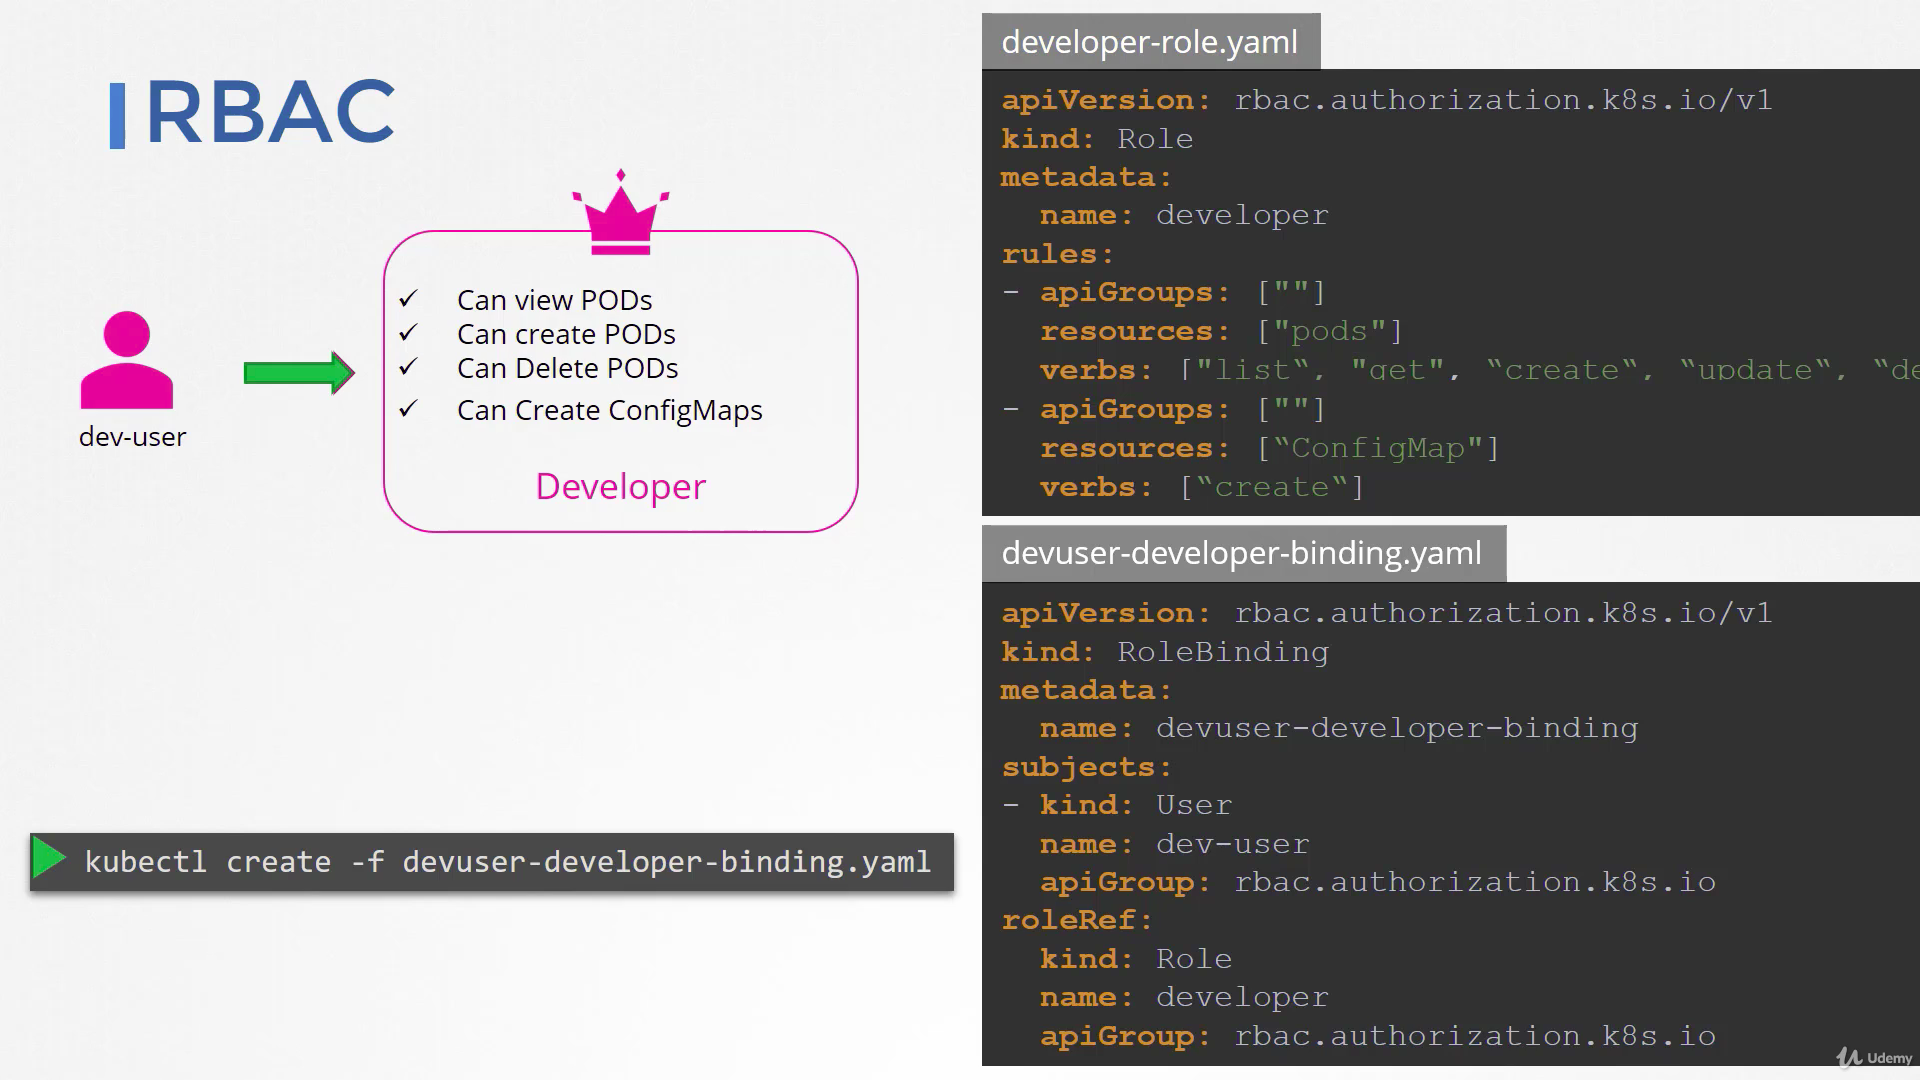 RBAC
dev-user
✓ Can view PODs
✓ Can create PODs
✓ Can Delete PODs
✓ Can Create ConfigMaps
Developer
kubectl create -f devuser-developer-binding.yaml
developer-role.yaml
apiVersion: rbac.authorization.k8s.io/v1
kind: Role
metadata:
  name: developer
rules:
- apiGroups: [""]
  resources: ["pods"]
  verbs: ["list“, "get", “create“, “update“, “de
- apiGroups: [""]
  resources: [“ConfigMap"]
  verbs: [“create“]
devuser-developer-binding.yaml
apiVersion: rbac.authorization.k8s.io/v1
kind: RoleBinding
metadata:
  name: devuser-developer-binding
subjects:
- kind: User
  name: dev-user
  apiGroup: rbac.authorization.k8s.io
roleRef:
  kind: Role
  name: developer
  apiGroup: rbac.authorization.k8s.io
Udemy